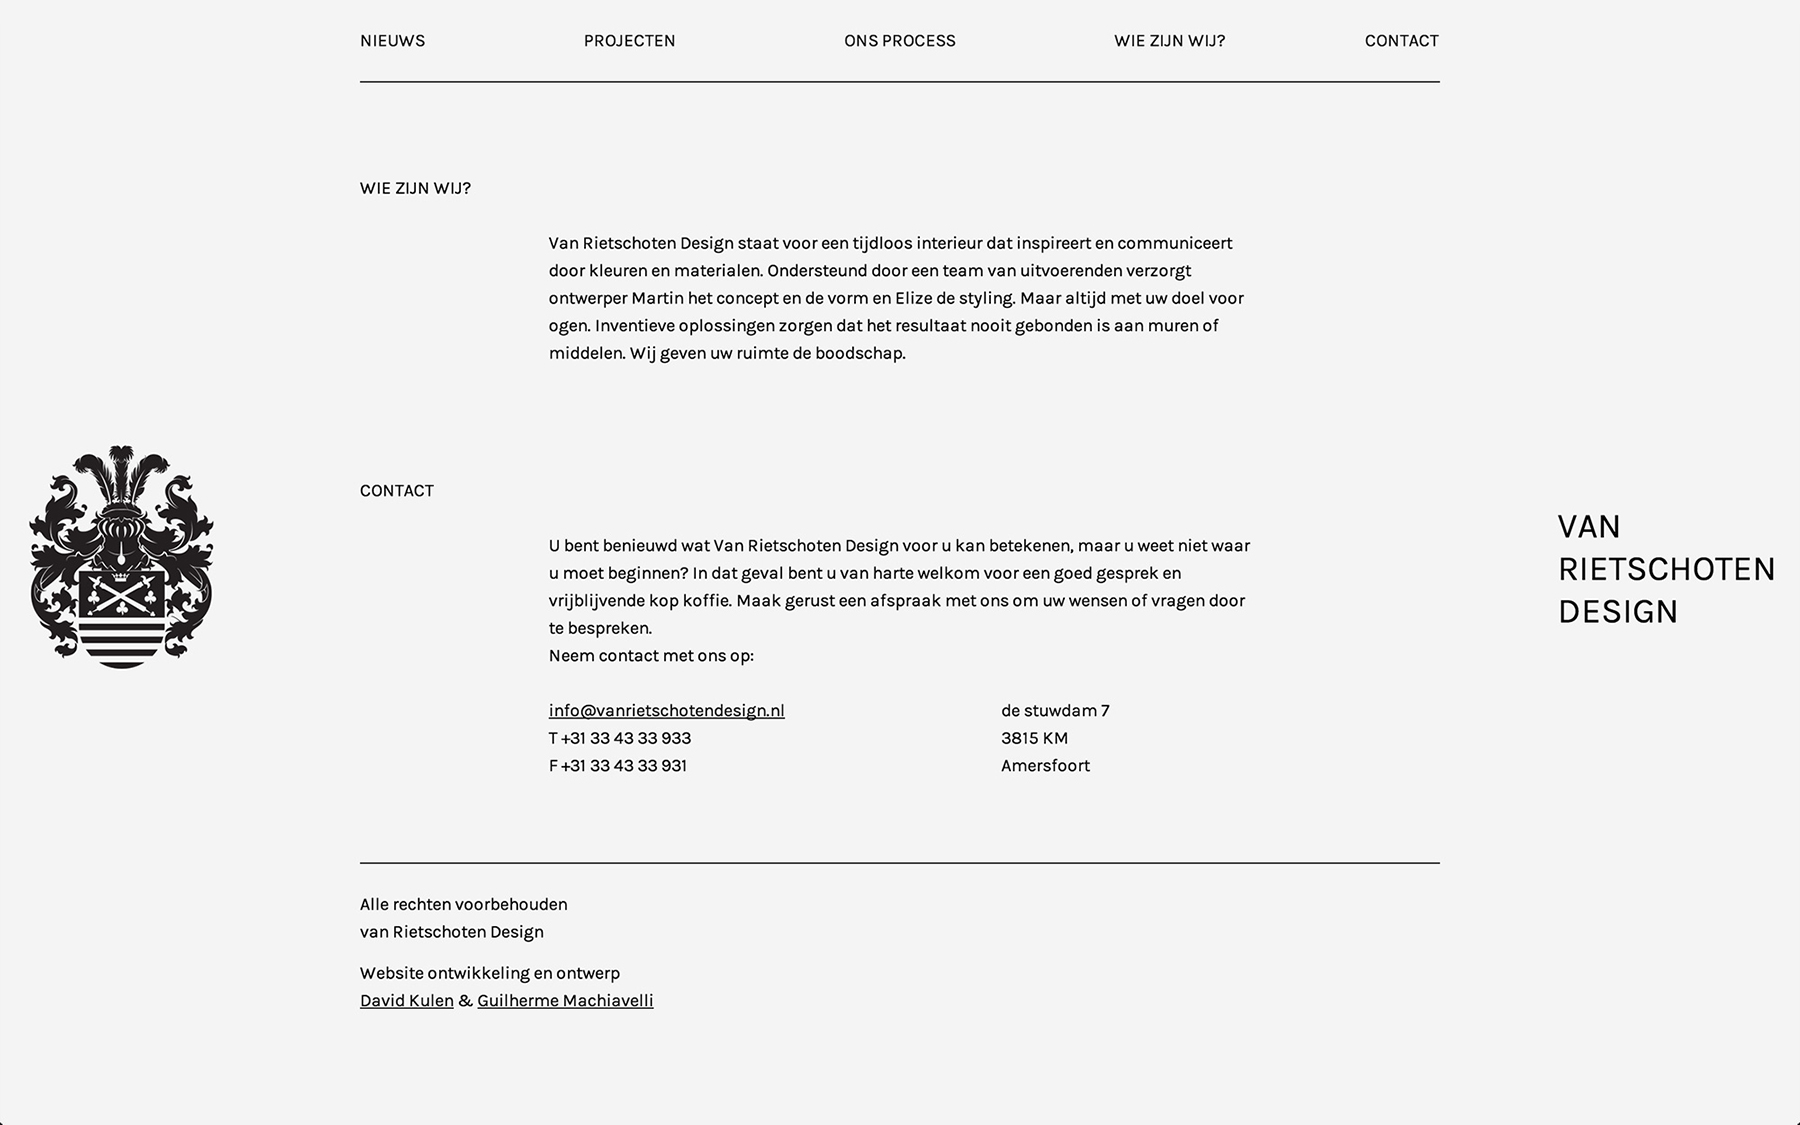 NIEUWS PROJECTEN ONS PROCESS WIE ZIJN WIJ? CONTACT
WIE ZIJN WIJ?
Van Rietschoten Design staat voor een tijdloos interieur dat inspireert en communiceert
door kleuren en materialen. Ondersteund door een team van uitvoerenden verzorgt
ontwerper Martin het concept en de vorm en Elize de styling. Maar altijd met uw doel voor
ogen. Inventieve oplossingen zorgen dat het resultaat nooit gebonden is aan muren of
middelen. Wij geven uw ruimte de boodschap.
CONTACT
U bent benieuwd wat Van Rietschoten Design voor u kan betekenen, maar u weet niet waar
u moet beginnen? In dat geval bent u van harte welkom voor een goed gesprek en
vrijblijvende kop koffie. Maak gerust een afspraak met ons om uw wensen of vragen door
te bespreken.
Neem contact met ons op:
info@vanrietschotendesign.nl
T +31 33 43 33 933
F +31 33 43 33 931
de stuwdam 7
3815 KM
Amersfoort
VAN
RIETSCHOTEN
DESIGN
Alle rechten voorbehouden
van Rietschoten Design
Website ontwikkeling en ontwerp
David Kulen & Guilherme Machiavelli